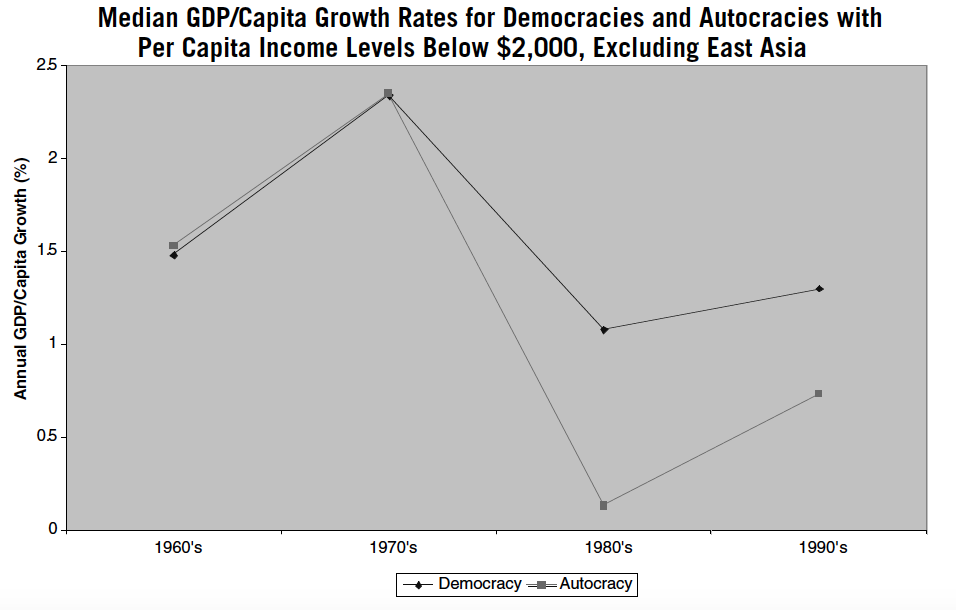 Median GDP/Capita Growth Rates for Democracies and Autocracies with
Per Capita Income Levels Below $2,000, Excluding East Asia
Annual GDP/Capita Growth (%)
2.5
2
1.5
1
0.5
0
1960's 1970's 1980's 1990's
Democracy Autocracy